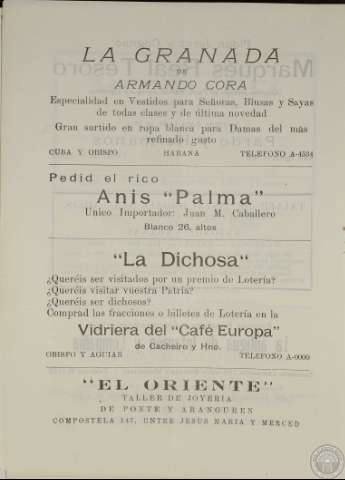 LA GRANADA
DE
ARMANDO CORA
Especialidad en Vestidos para Señoras, Blusas y Sayas
de todas clases y de última novedad
Gran surtido en ropa blanca para Damas del más
refinado gusto
CUBA Y OBISPO HABANA TELEFONO A-4534
Pedid el rico
Anis "Palma"
Unico Importador: Juan M. Caballero
Blanco 26, altos
"La Dichosa"
¿Queréis ser visitados por un premio de Lotería?
¿Queréis visitar vuestra Patria?
¿Queréis ser dichosos?
Comprad las fracciones o billetes de Lotería en la
Vidriera del "Café Europa"
de Cacheiro y Hno.
OBISPO Y AGUIAR TELEFONO A-0000
"EL ORIENTE"
TALLER DE JOYERIA
DE PONTE Y ARANGUREN
COMPOSTELA 147, UNTRE JESUS MARIA Y MERCED